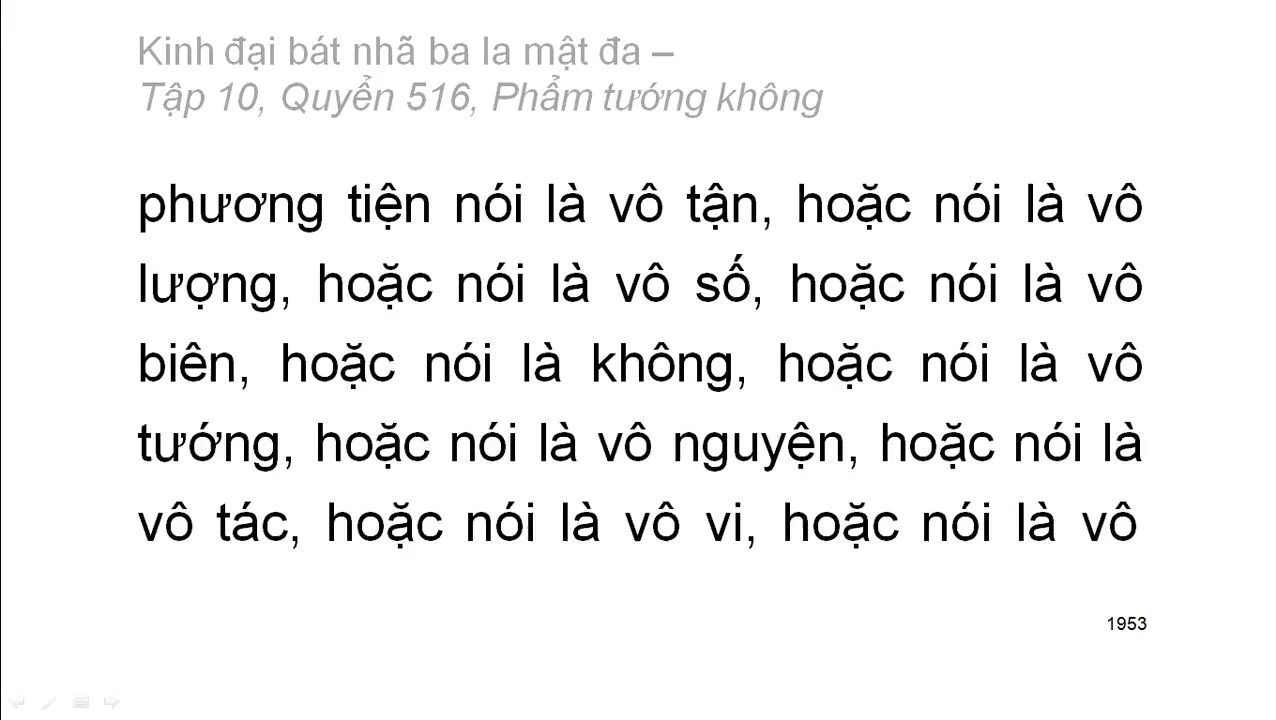 Kinh đại bát nhã ba la mật đa –
Tập 10, Quyển 516, Phẩm tướng không
phương tiện nói là vô tận, hoặc nói là vô
lượng, hoặc nói là vô số, hoặc nói là vô
biên, hoặc nói là không, hoặc nói là vô
tướng, hoặc nói là vô nguyện, hoặc nói là
vô tác, hoặc nói là vô vi, hoặc nói là vô
1953